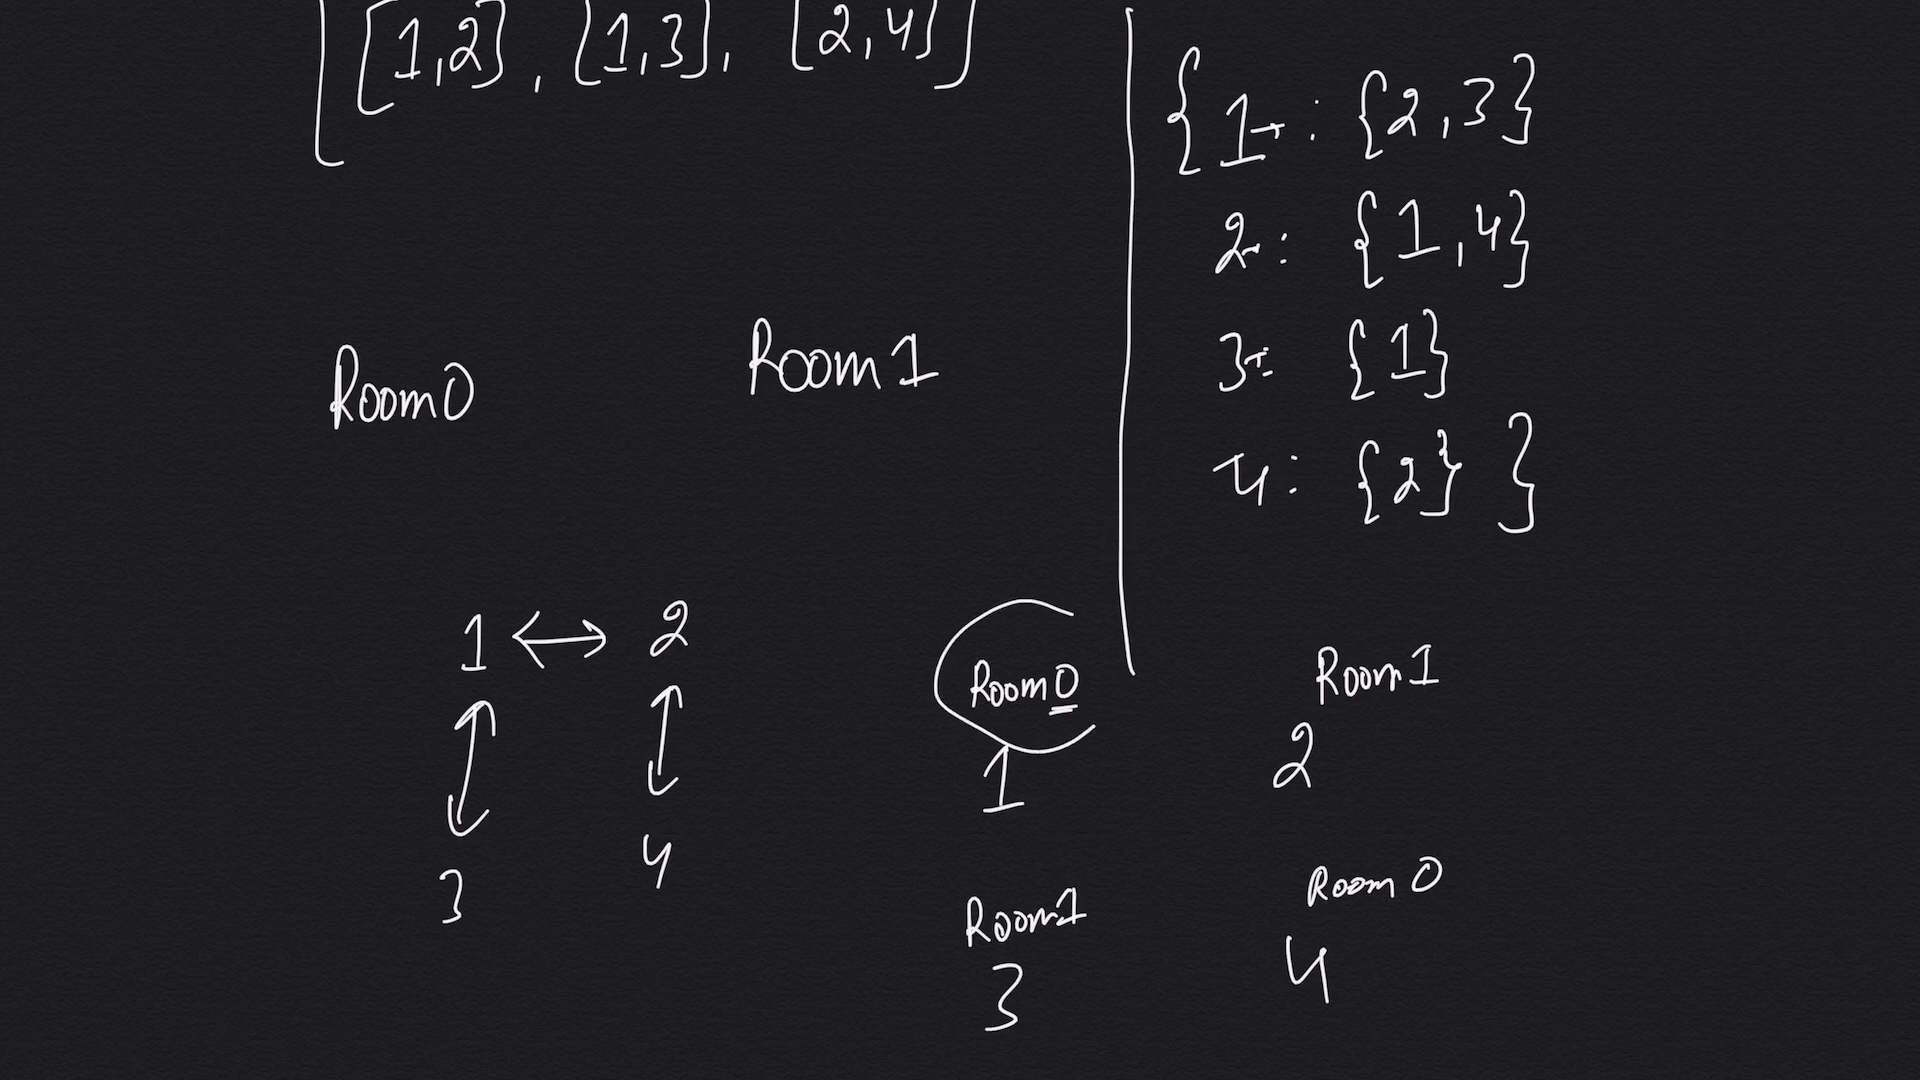 [[1,2], [1,3], [2,4]]
{1: {2,3}
2: {1,4}
3: {1}
4: {2} }
Room0 Room1
1 ↔ 2
3 4
Room0 Room1
1 2
Room1 Room0
3 4